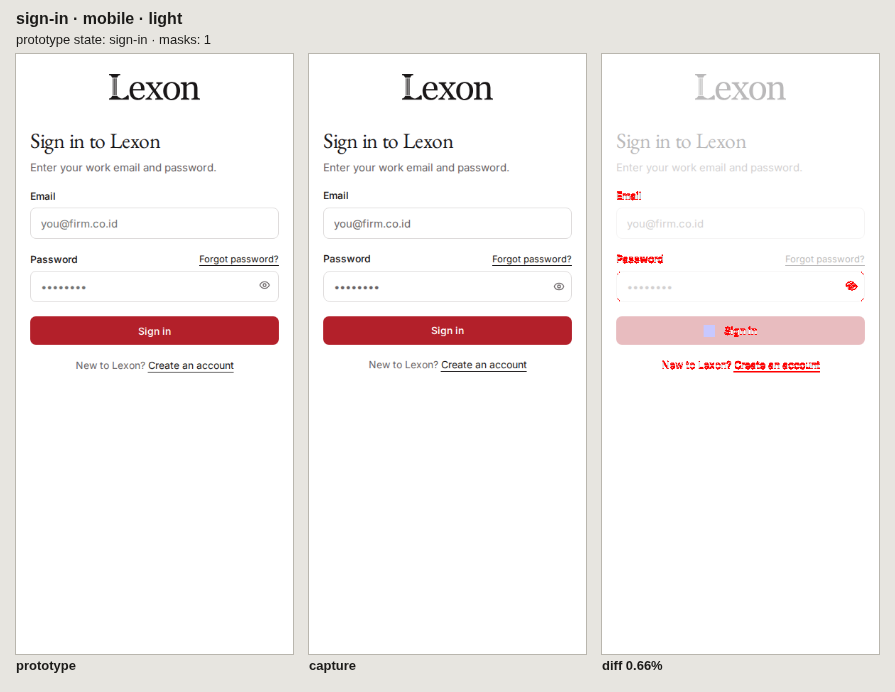 sign-in · mobile · light
prototype state: sign-in · masks: 1
Lexon
Sign in to Lexon
Enter your work email and password.
Email
you@firm.co.id
Password Forgot password?
••••••••
Sign in
New to Lexon? Create an account
prototype
Lexon
Sign in to Lexon
Enter your work email and password.
Email
you@firm.co.id
Password Forgot password?
••••••••
Sign in
New to Lexon? Create an account
capture
Lexon
Sign in to Lexon
Enter your work email and password.
Email
you@firm.co.id
Password Forgot password?
••••••••
Sign in
New to Lexon? Create an account
diff 0.66%